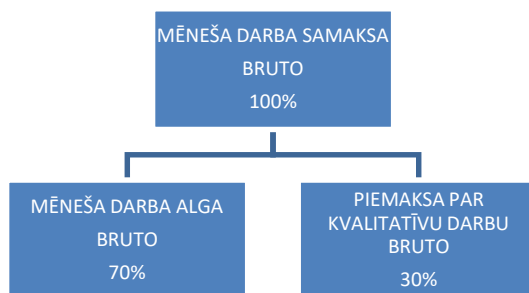 MĒNEŠA DARBA SAMAKSA
BRUTO
100%
MĒNEŠA DARBA ALGA
BRUTO
70%
PIEMAKSA PAR
KVALITATĪVU DARBU
BRUTO
30%